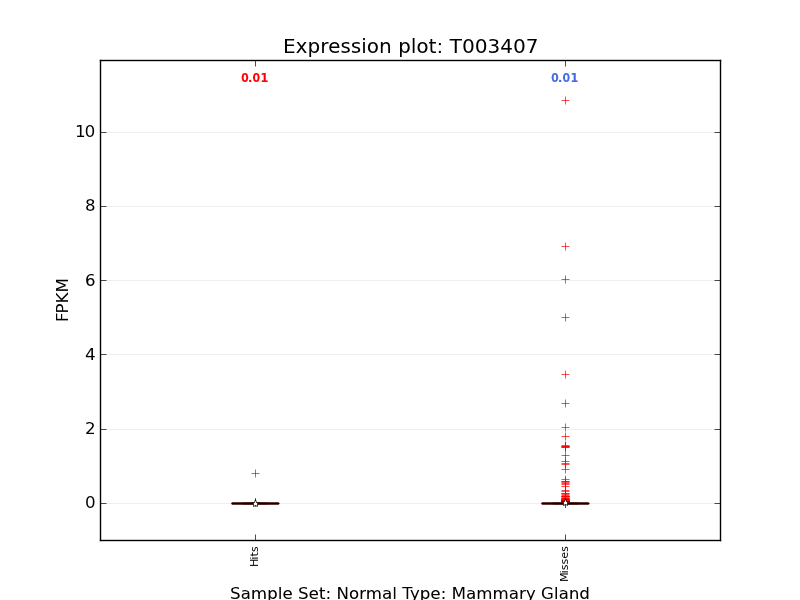 Expression plot: T003407
0.01 0.01
10
8
6
4
2
0
FPKM
Hits
Misses
Sample Set: Normal Type: Mammary Gland